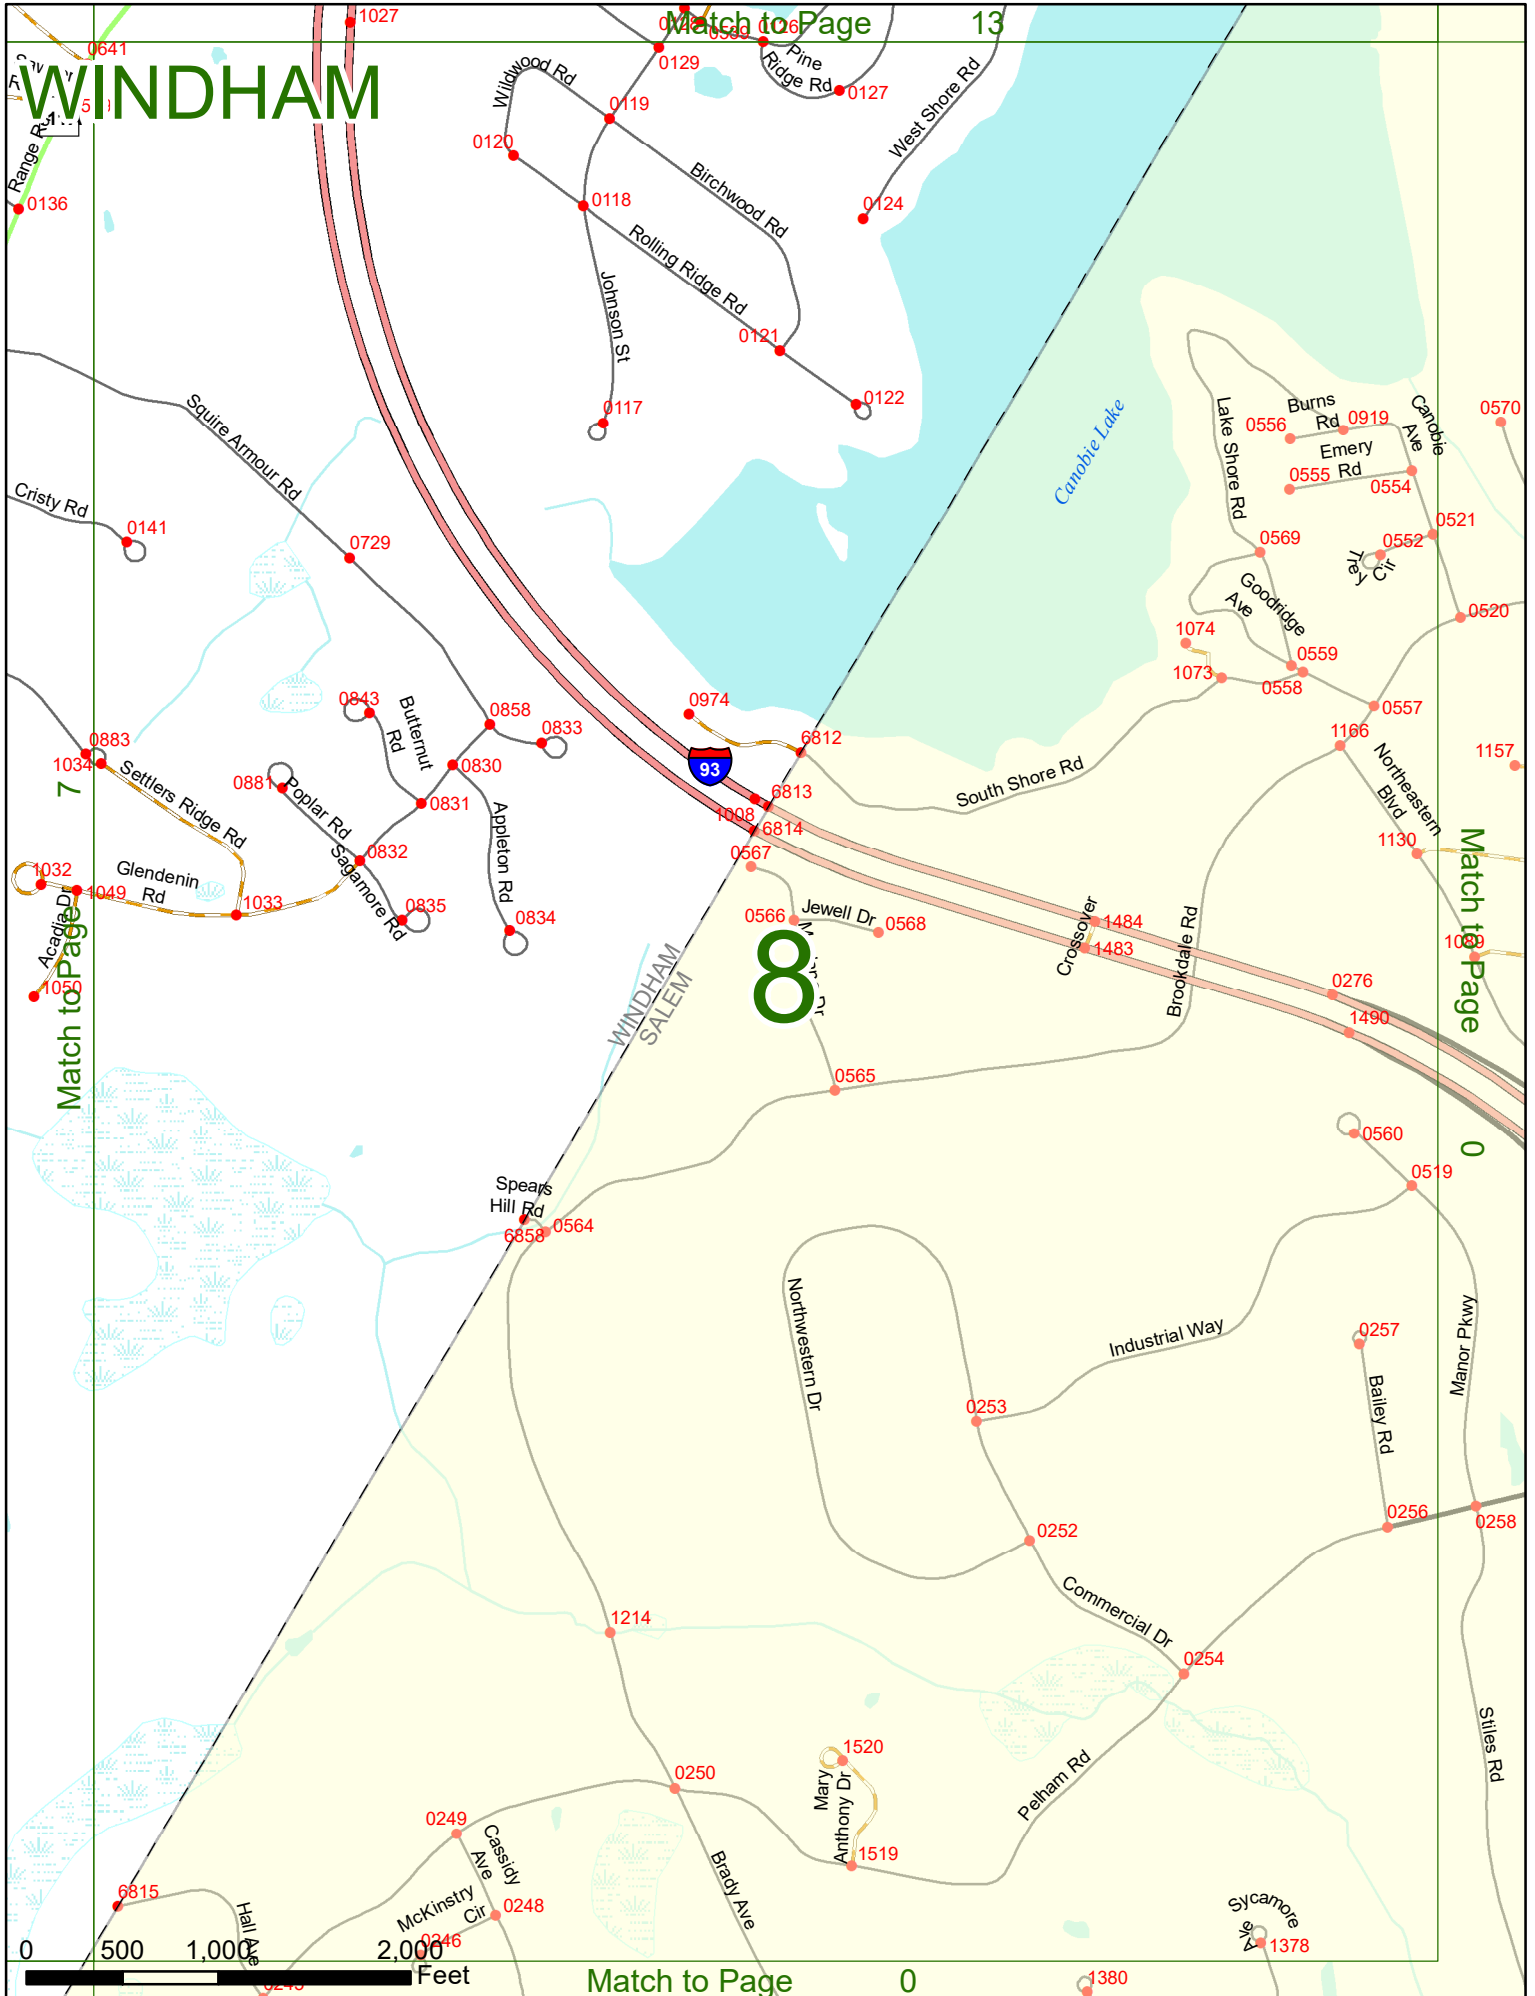 Match to Page 13
WINDHAM
1027
0641
0129
0126
Pine
Ridge Rd
0127
Wildwood Rd
0119
0120
West Shore Rd
Range
0136
0118
Birchwood Rd
0124
Rolling Ridge Rd
Johnson St
0121
0122
0117
Squire Armour Rd
Cristy Rd
0141
0729
Canobie Lake
Lake Shore Rd
Burns
Rd
0556
0919
Canobie
Ave
0570
Emery
Rd
0555
0554
0521
0569
0552
Trey Cir
Goodridge
Ave
0520
1074
1073
0559
0558
0557
1166
1157
Northeastern
Blvd
1130
0843
Butternut
Rd
0858
0833
0974
6812
93
0883
1034
Settlers Ridge Rd
0881
Poplar Rd
0830
0831
Appleton Rd
6813
1008
6814
South Shore Rd
0567
0832
Sagamore Rd
1032
1049
Glendenin
Rd
1033
0835
0834
Acadia Dr
1050
Match to Page 7
0566
Jewell Dr
0568
8
Crossover
1484
1483
Brookdale Rd
1089
0276
1490
Match to Page 0
WINDHAM
SALEM
0565
0560
0519
Spears
Hill Rd
6858
0564
Northwestern Dr
Industrial Way
0257
Manor Pkwy
Bailey Rd
0253
0256
0258
0252
Commercial Dr
1214
0254
Stiles Rd
1520
Mary
Anthony Dr
Pelham Rd
0250
0249
Cassidy
Ave
1519
Brady Ave
6815
Hall Ave
McKinstry
Cir
0248
0246
Sycamore
Ave
1378
1380
0 500 1,000 2,000
Feet
Match to Page 0